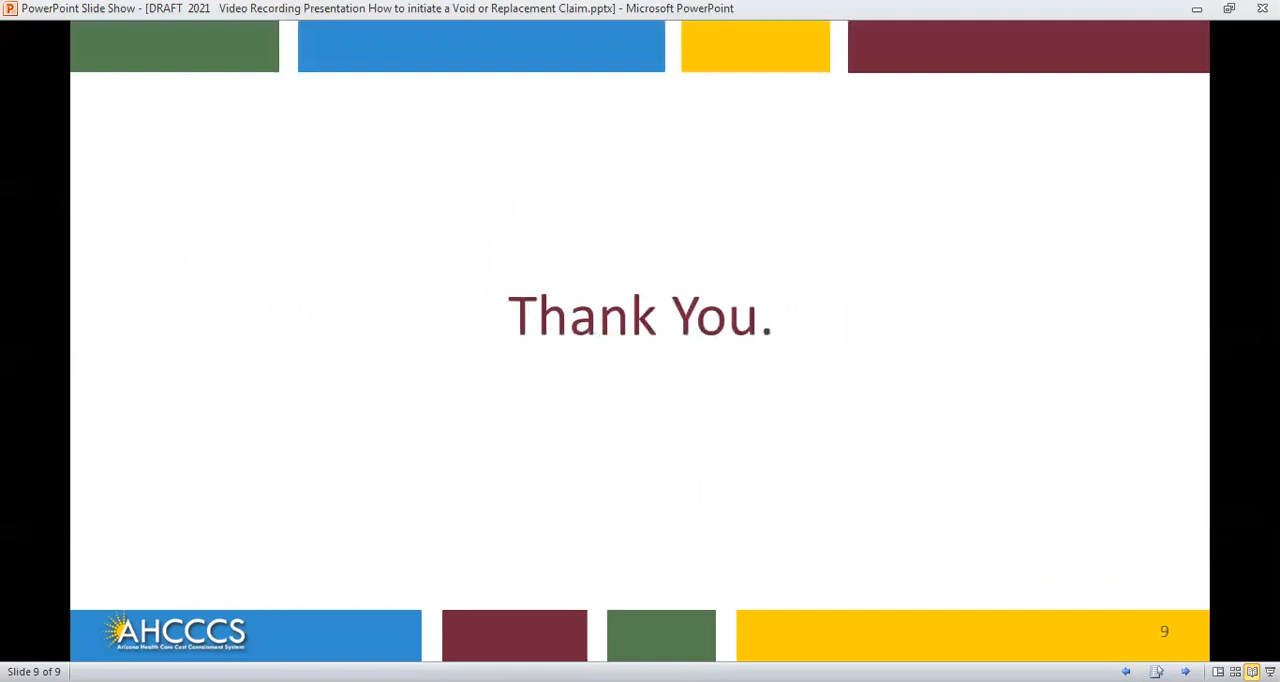 PowerPoint Slide Show - [DRAFT 2021 Video Recording Presentation How to initiate a Void or Replacement Claim.pptx] - Microsoft PowerPoint
Thank You.
AHCCCS
Arizona Health Care Cost Containment System
9
Slide 9 of 9